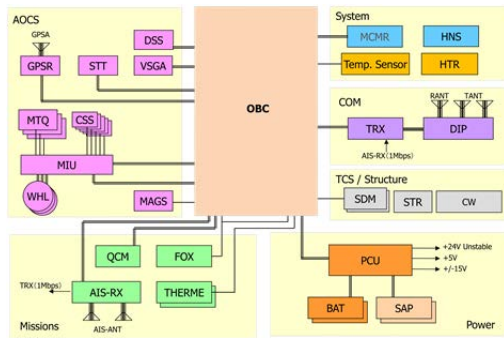 AOCS
GPSA
GPSR
STT
DSS
VSGA
MTQ
CSS
MIU
WHL
MAGS
OBC
System
MCMR
HNS
Temp. Sensor
HTR
COM
RANT
TANT
TRX
DIP
AIS-RX(1Mbps)
TCS / Structure
SDM
STR
CW
QCM
FOX
TRX(1Mbps)
AIS-RX
THERME
AIS-ANT
Missions
PCU
+24V Unstable
+5V
+/-15V
BAT
SAP
Power